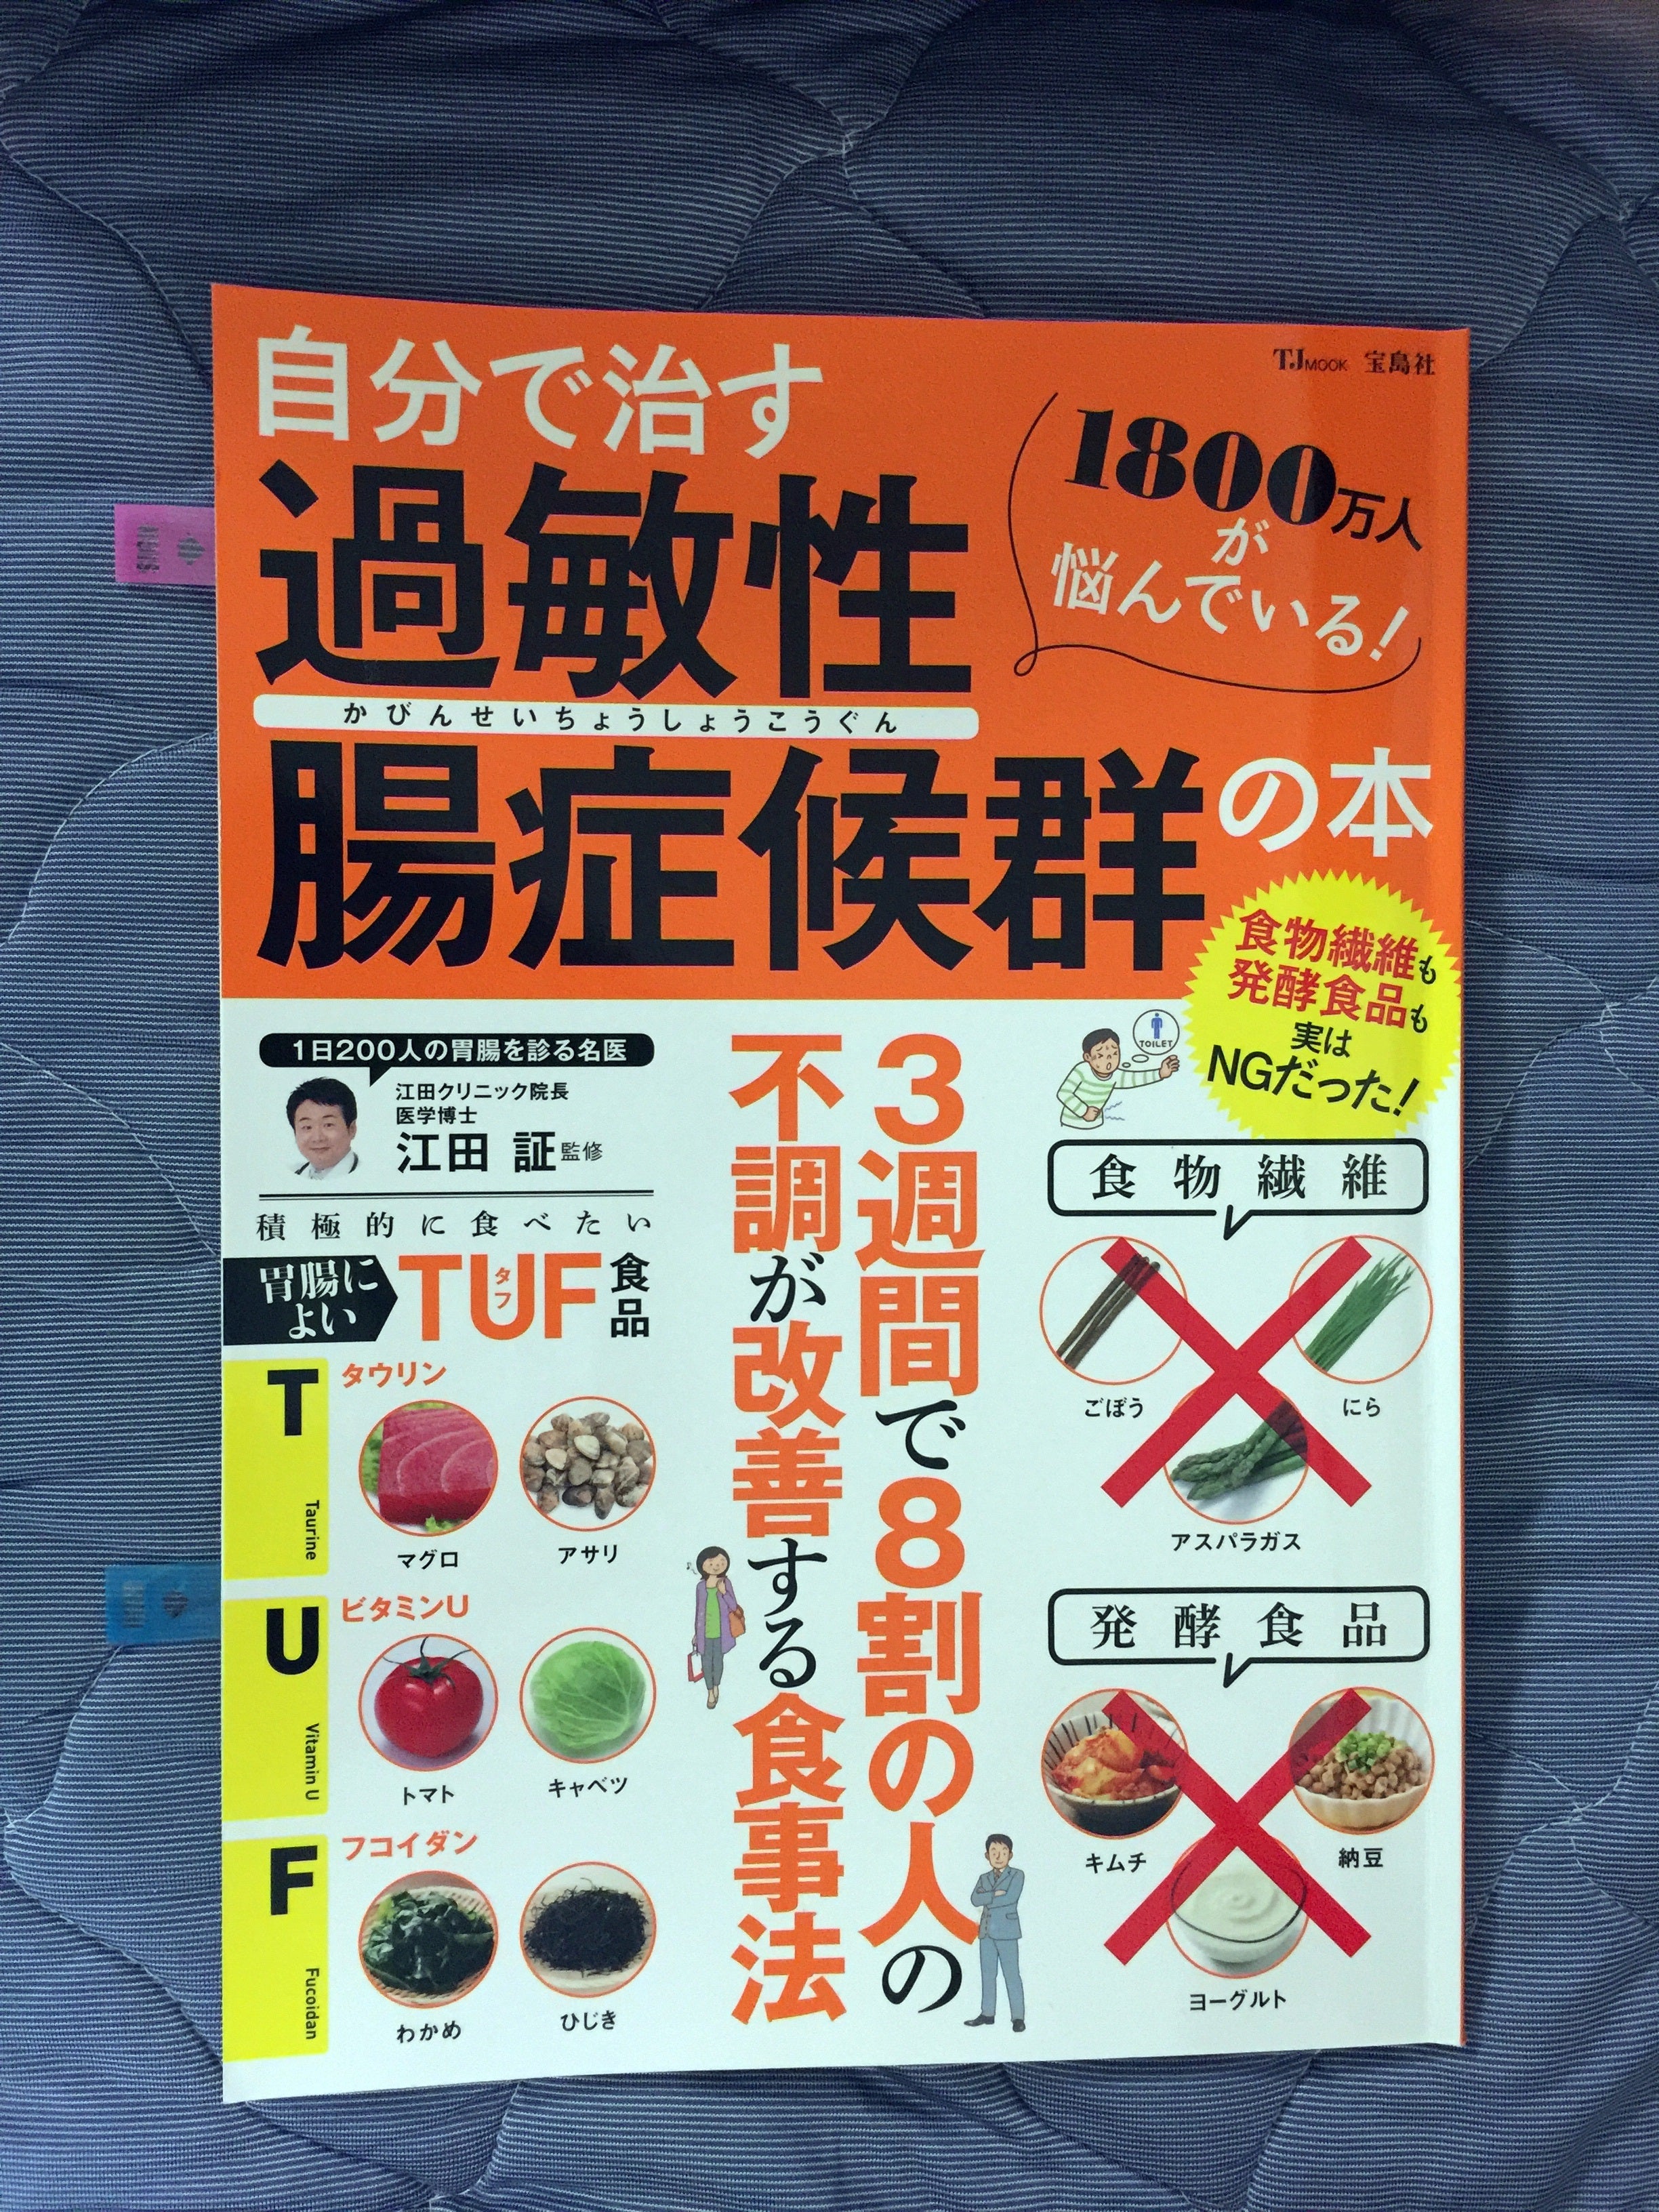 TJMOOK 宝島社
自分で治す
過敏性
かびんせいちょうしょうこうぐん
腸症候群の本
1800万人
が
悩んでいる!
食物繊維も
発酵食品も
実は
NGだった!
TOILET
1日200人の胃腸を診る名医
江田クリニック院長
医学博士
江田 証 監修
積極的に食べたい
胃腸に
よい
TUF
タフ
食品
T
Taurine
タウリン
マグロ
アサリ
U
Vitamin U
ビタミンU
トマト
キャベツ
F
Fucoidan
フコイダン
わかめ
ひじき
3週間で8割の人の
不調が改善する食事法
食物繊維
ごぼう
にら
アスパラガス
発酵食品
キムチ
納豆
ヨーグルト